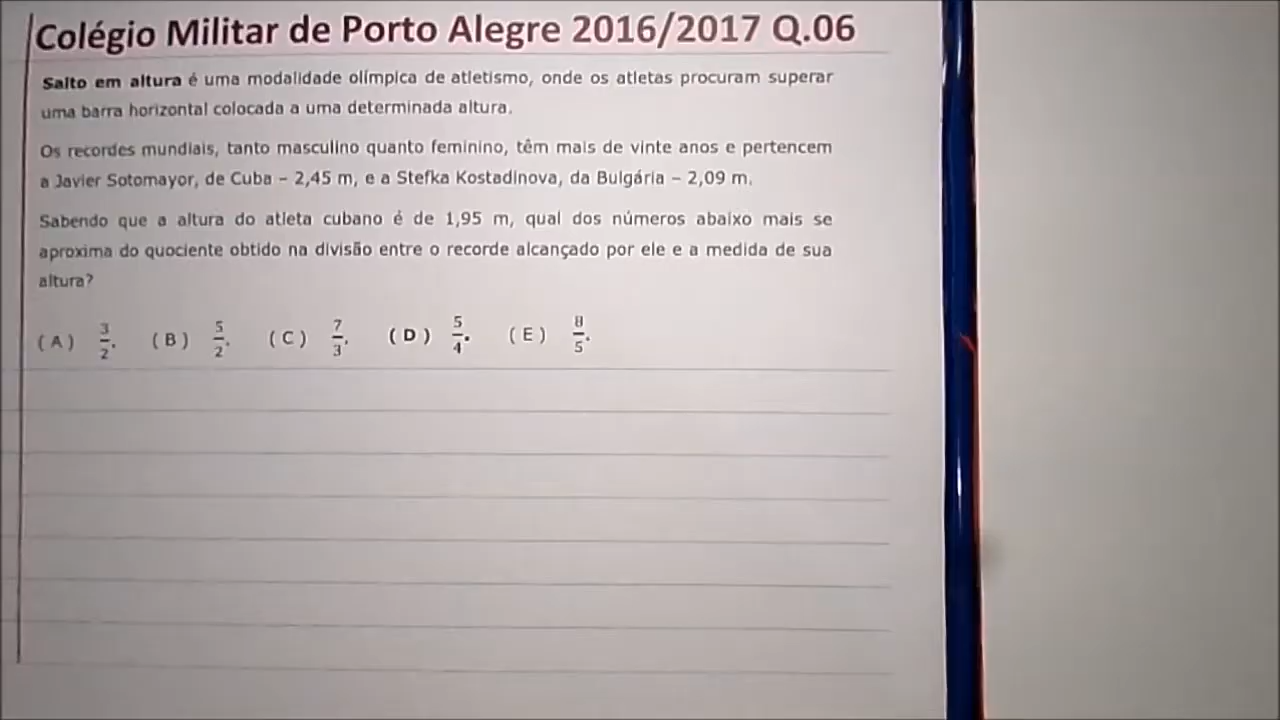 Colégio Militar de Porto Alegre 2016/2017 Q.06
Salto em altura é uma modalidade olímpica de atletismo, onde os atletas procuram superar
uma barra horizontal colocada a uma determinada altura.
Os recordes mundiais, tanto masculino quanto feminino, têm mais de vinte anos e pertencem
a Javier Sotomayor, de Cuba – 2,45 m, e a Stefka Kostadinova, da Bulgária – 2,09 m.
Sabendo que a altura do atleta cubano é de 1,95 m, qual dos números abaixo mais se
aproxima do quociente obtido na divisão entre o recorde alcançado por ele e a medida de sua
altura?
(A) 3/2. (B) 5/2. (C) 7/3. (D) 5/4. (E) 8/5.